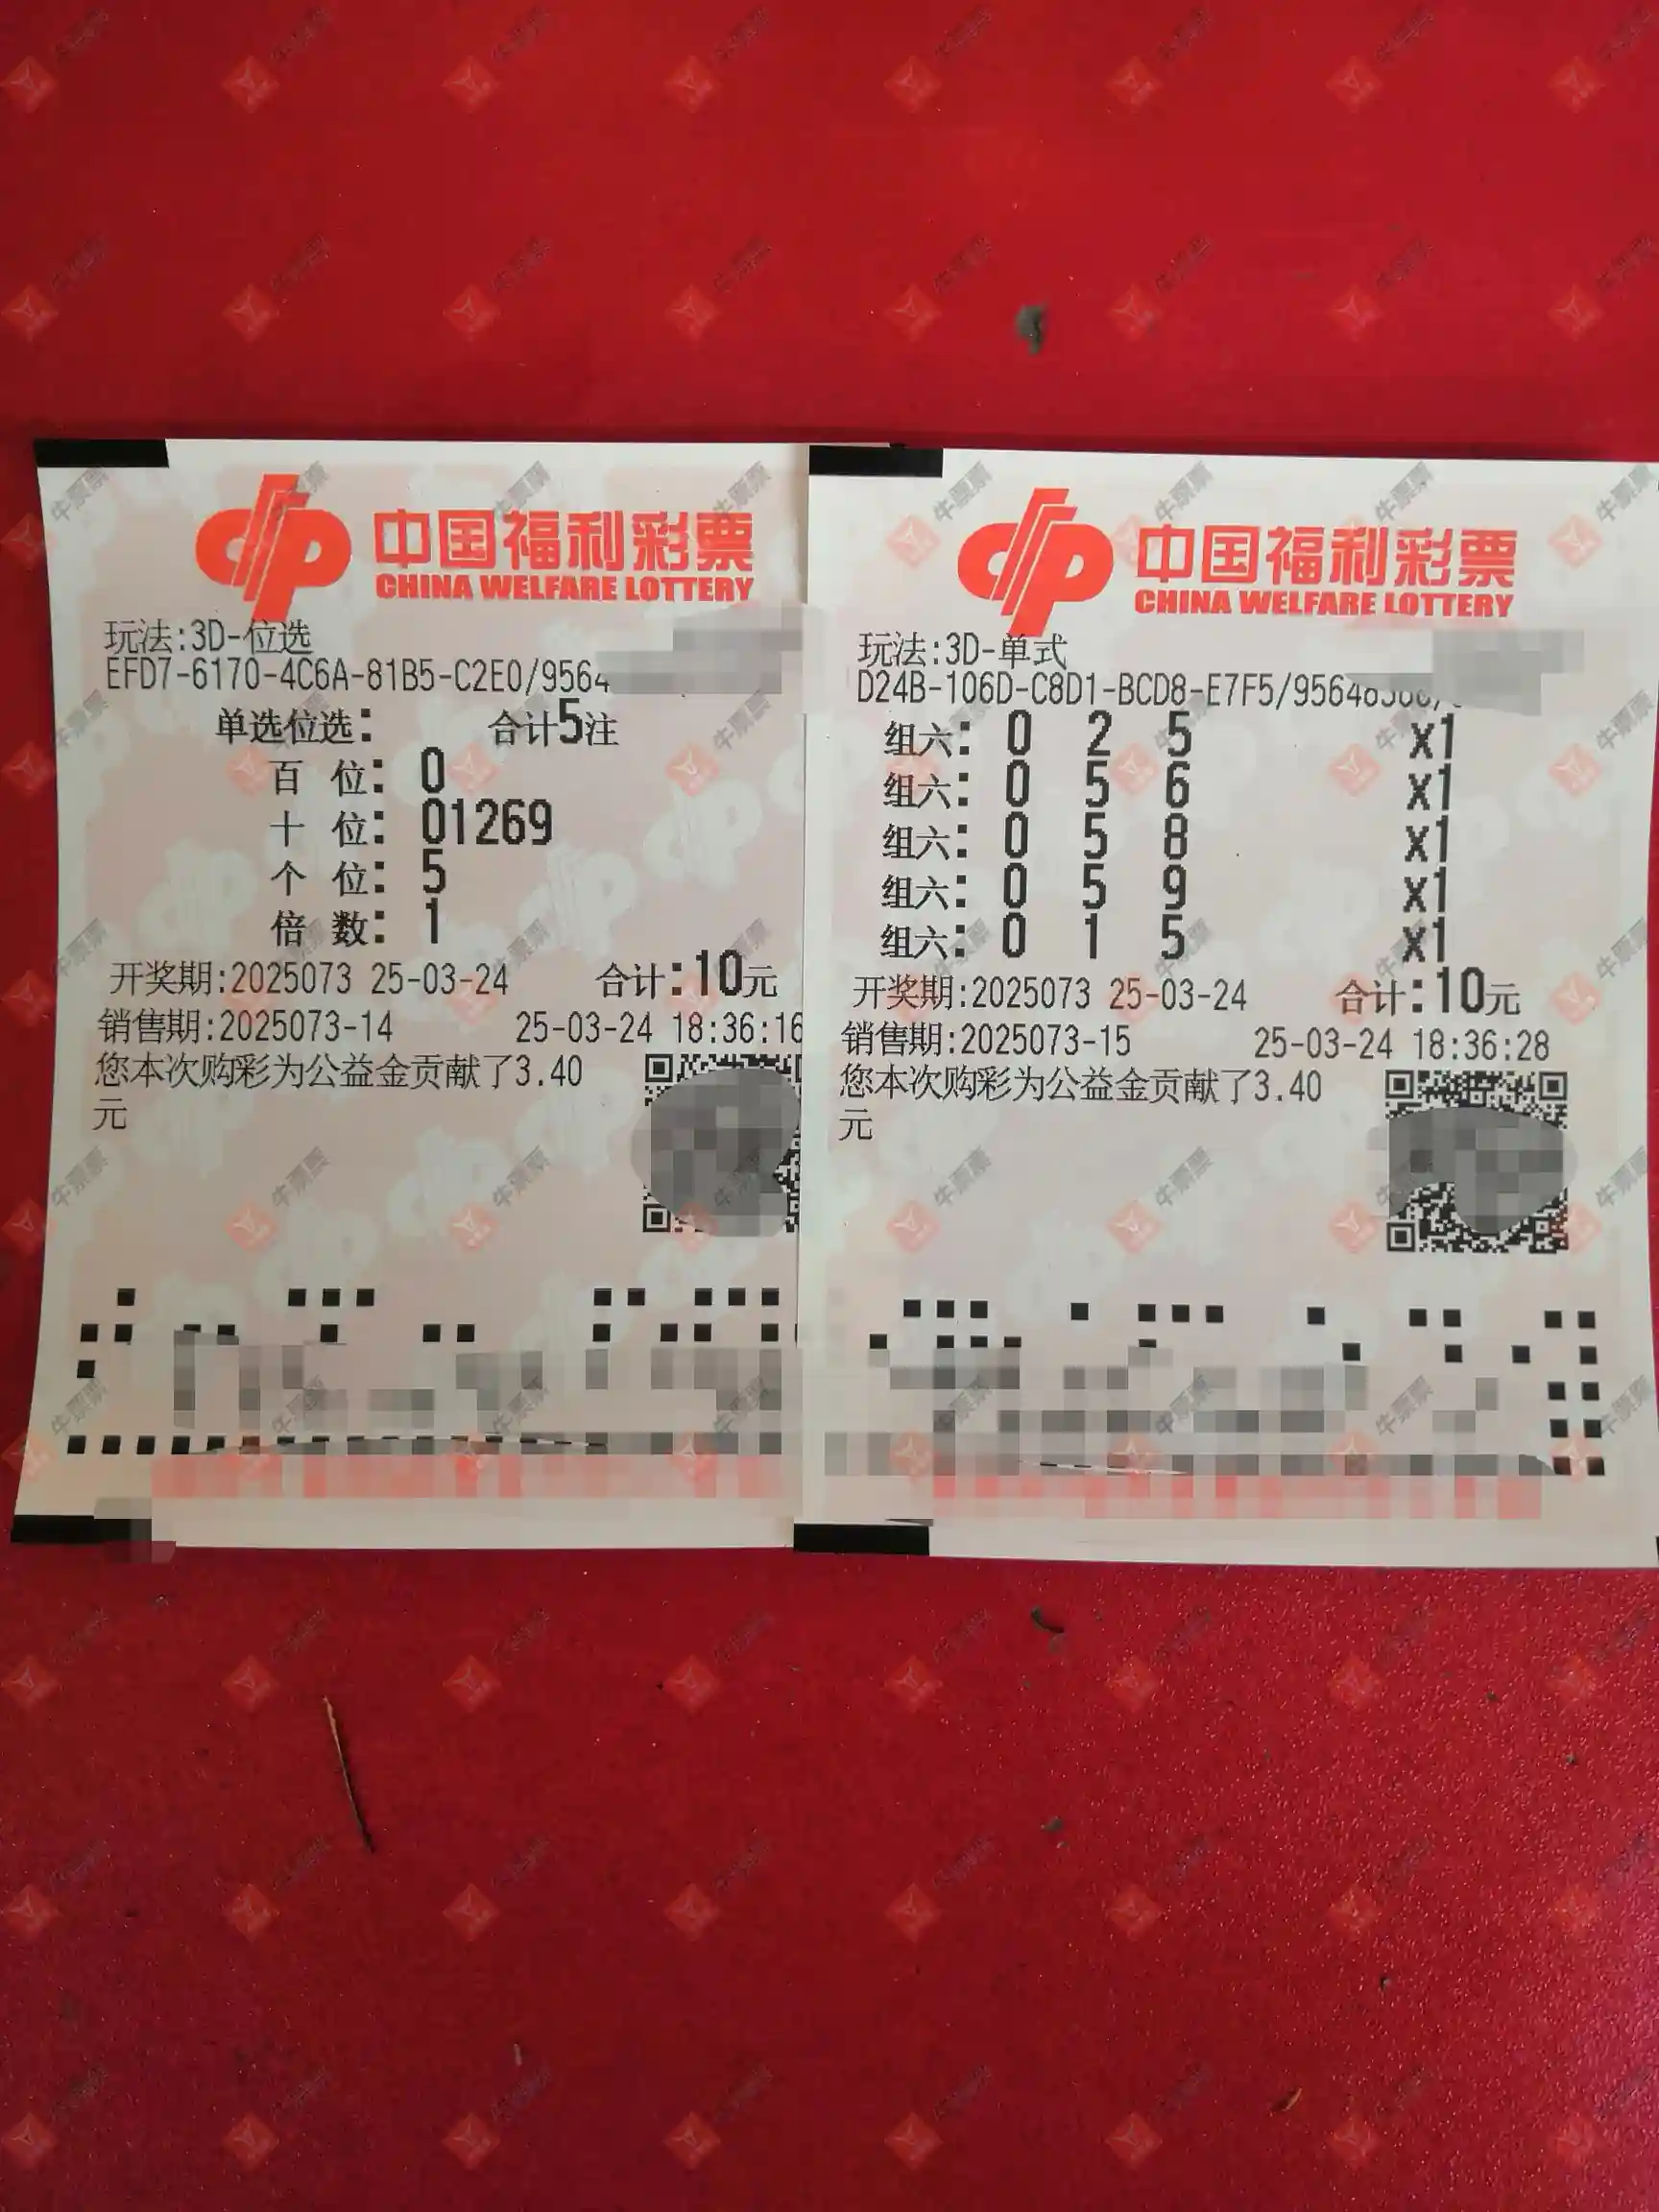 中国福利彩票
CHINA WELFARE LOTTERY
玩法:3D-位选
EFD7-6170-4C6A-81B5-C2E0/9564
单选位选: 合计5注
百 位: 0
十 位: 01269
个 位: 5
倍 数: 1
开奖期:2025073 25-03-24 合计:10元
销售期:2025073-14 25-03-24 18:36:16
您本次购彩为公益金贡献了3.40
元
中国福利彩票
CHINA WELFARE LOTTERY
玩法:3D-单式
D24B-106D-C8D1-BCD8-E7F5/9564
组六: 0 2 5 x1
组六: 0 5 6 x1
组六: 0 5 8 x1
组六: 0 5 9 x1
组六: 0 1 5 x1
开奖期:2025073 25-03-24 合计:10元
销售期:2025073-15 25-03-24 18:36:28
您本次购彩为公益金贡献了3.40
元
牛票票